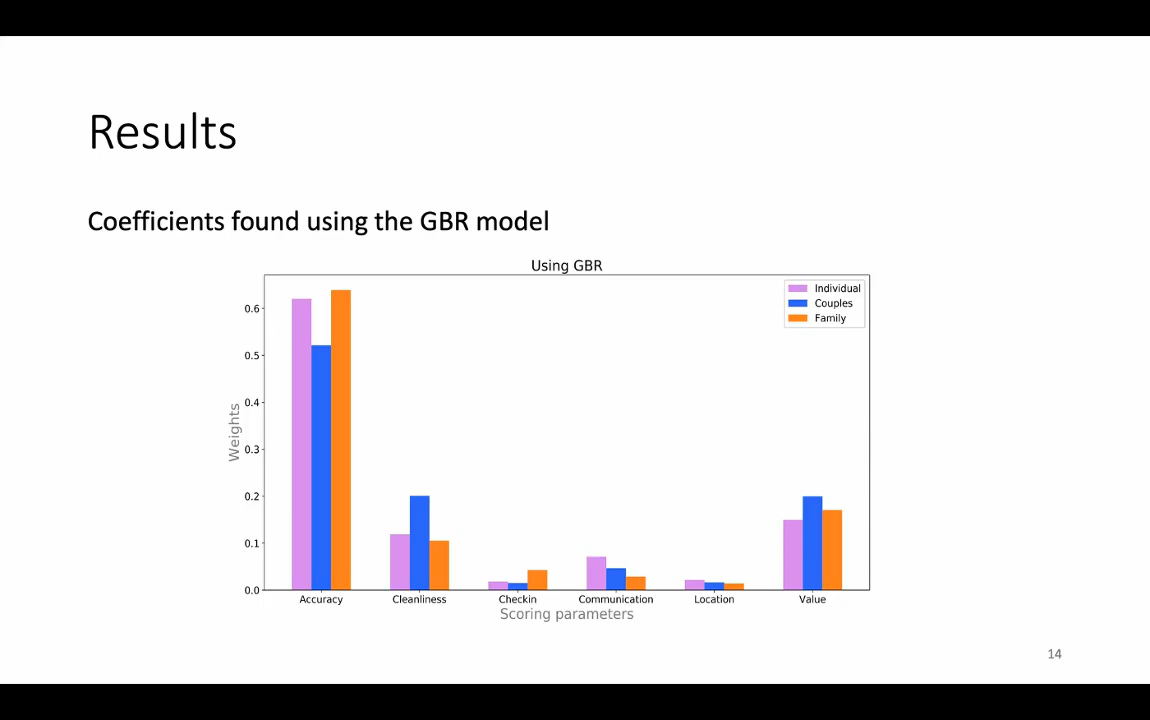 Results
Coefficients found using the GBR model
Using GBR
Individual
Couples
Family
0.6
0.5
0.4
0.3
0.2
0.1
0.0
Weights
Accuracy Cleanliness Checkin Communication Location Value
Scoring parameters
14